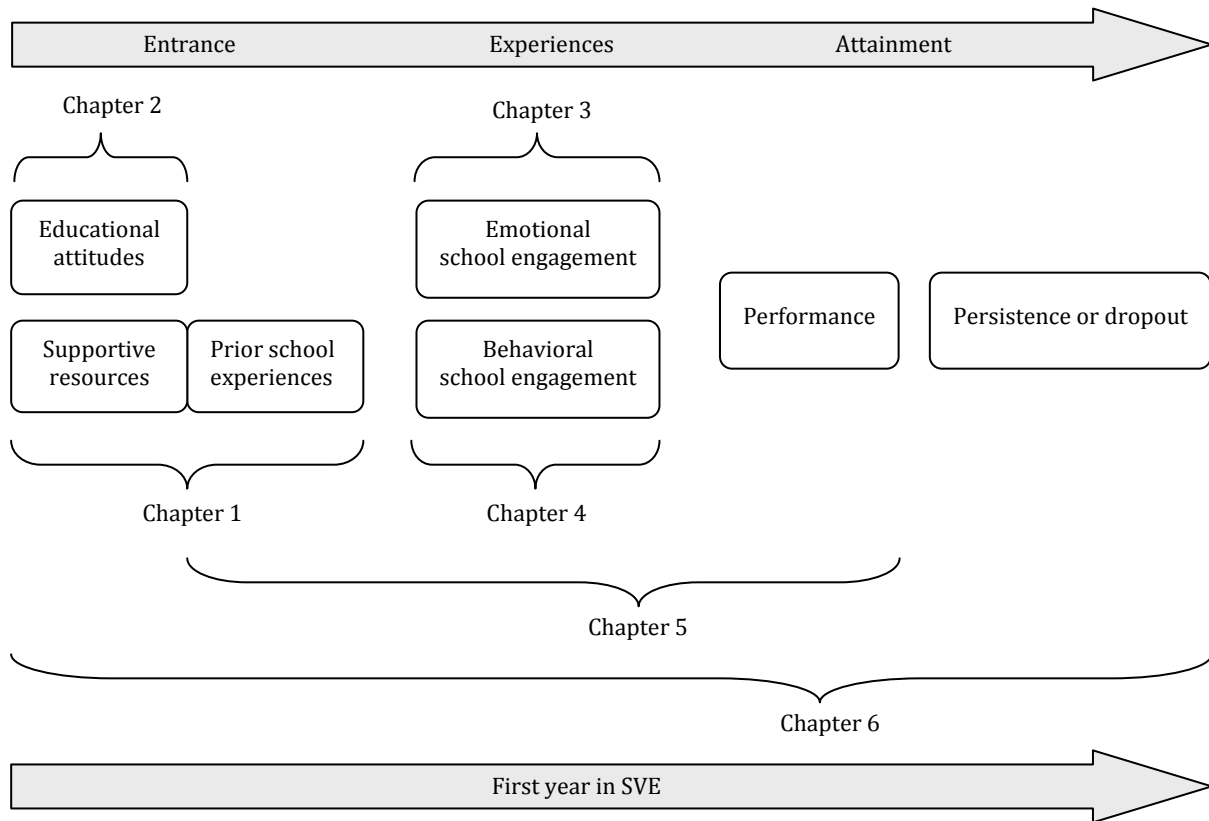 Entrance Experiences Attainment
Chapter 2
Chapter 3
Educational
attitudes
Emotional
school engagement
Performance
Persistence or dropout
Supportive
resources
Prior school
experiences
Behavioral
school engagement
Chapter 1
Chapter 4
Chapter 5
Chapter 6
First year in SVE